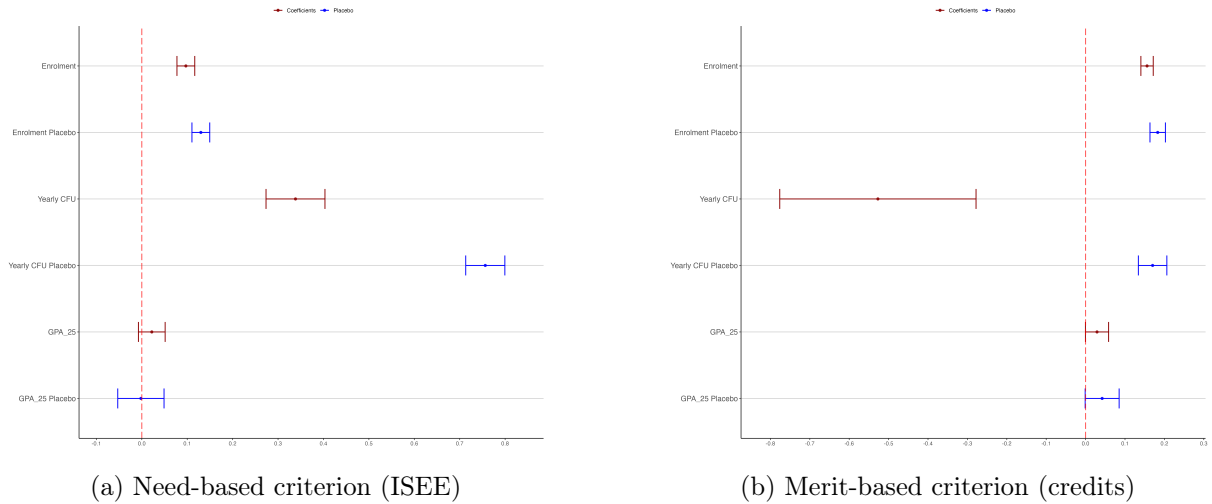 Coefficients Placebo
Enrolment
Enrolment Placebo
Yearly CFU
Yearly CFU Placebo
GPA_25
GPA_25 Placebo
-0.1 0.0 0.1 0.2 0.3 0.4 0.5 0.6 0.7 0.8
(a) Need-based criterion (ISEE)
Coefficients Placebo
Enrolment
Enrolment Placebo
Yearly CFU
Yearly CFU Placebo
GPA_25
GPA_25 Placebo
-0.8 -0.7 -0.6 -0.5 -0.4 -0.3 -0.2 -0.1 0.0 0.1 0.2 0.3
(b) Merit-based criterion (credits)